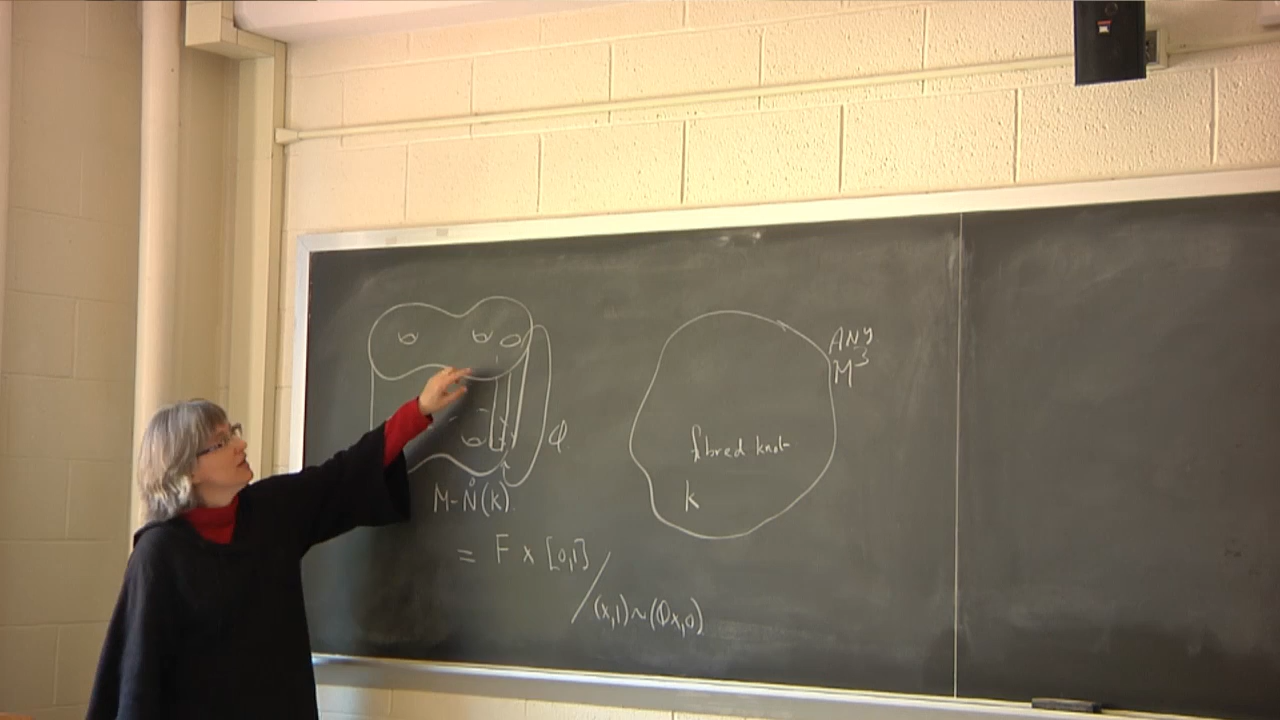 Φ
M-N̊(k)
= F x [0,1] /
(x,1)~(Φx,0)
ANY
M³
fibred knot
k